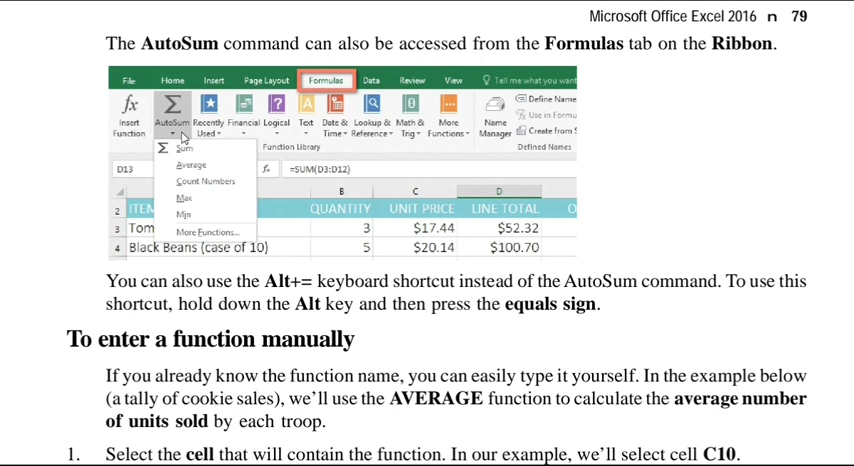 Microsoft Office Excel 2016 n 79
The AutoSum command can also be accessed from the Formulas tab on the Ribbon.
File Home Insert Page Layout Formulas Data Review View Tell me what you want
fx Σ ? A θ ...
Insert AutoSum Recently Financial Logical Text Date & Lookup & Math & More Name
Function Used Time Reference Trig Functions Manager
Define Name
Use in Formu
Create from S
Function Library Defined Names
Σ Sum
Average
Count Numbers
Max
Min
More Functions...
D13 fx =SUM(D3:D12)
B C D
2 ITEM QUANTITY UNIT PRICE LINE TOTAL O
3 Tom 3 $17.44 $52.32
4 Black Beans (case of 10) 5 $20.14 $100.70
You can also use the Alt+= keyboard shortcut instead of the AutoSum command. To use this
shortcut, hold down the Alt key and then press the equals sign.
To enter a function manually
If you already know the function name, you can easily type it yourself. In the example below
(a tally of cookie sales), we'll use the AVERAGE function to calculate the average number
of units sold by each troop.
1. Select the cell that will contain the function. In our example, we'll select cell C10.